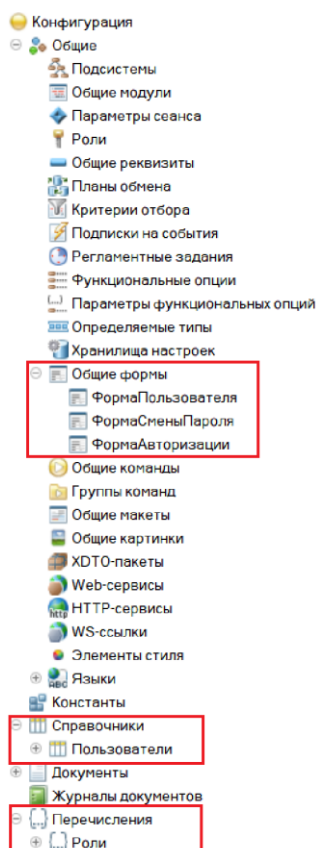 Конфигурация
Общие
Подсистемы
Общие модули
Параметры сеанса
Роли
Общие реквизиты
Планы обмена
Критерии отбора
Подписки на события
Регламентные задания
Функциональные опции
Параметры функциональных опций
Определяемые типы
Хранилища настроек
Общие формы
ФормаПользователя
ФормаСменыПароля
ФормаАвторизации
Общие команды
Группы команд
Общие макеты
Общие картинки
XDTO-пакеты
Web-сервисы
HTTP-сервисы
WS-ссылки
Элементы стиля
Языки
Константы
Справочники
Пользователи
Документы
Журналы документов
Перечисления
Роли